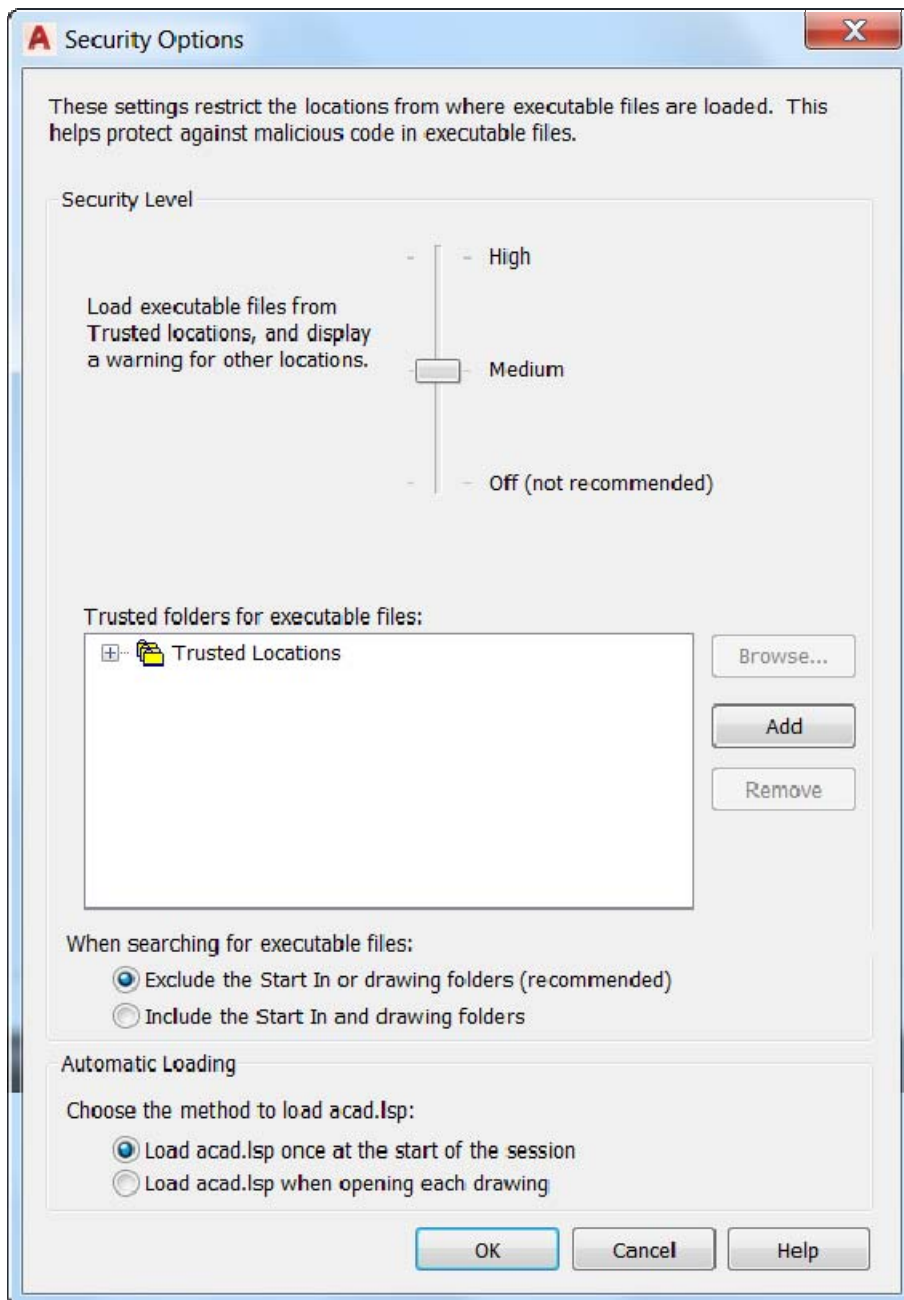 Security Options
These settings restrict the locations from where executable files are loaded.  This
helps protect against malicious code in executable files.
Security Level
High
Load executable files from
Trusted locations, and display
a warning for other locations.
Medium
Off (not recommended)
Trusted folders for executable files:
Trusted Locations
Browse...
Add
Remove
When searching for executable files:
Exclude the Start In or drawing folders (recommended)
Include the Start In and drawing folders
Automatic Loading
Choose the method to load acad.lsp:
Load acad.lsp once at the start of the session
Load acad.lsp when opening each drawing
OK
Cancel
Help